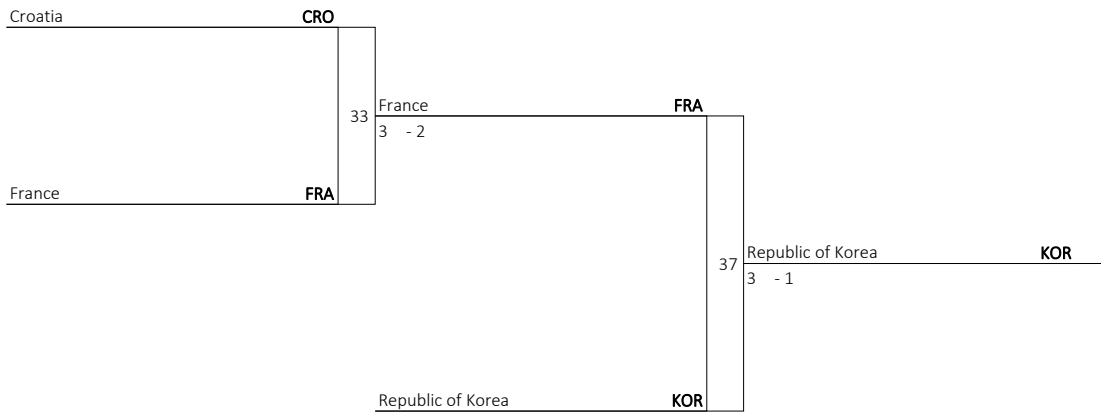 Croatia CRO
France FRA
33
3 - 2
France FRA
Republic of Korea KOR
37
3 - 1
Republic of Korea KOR